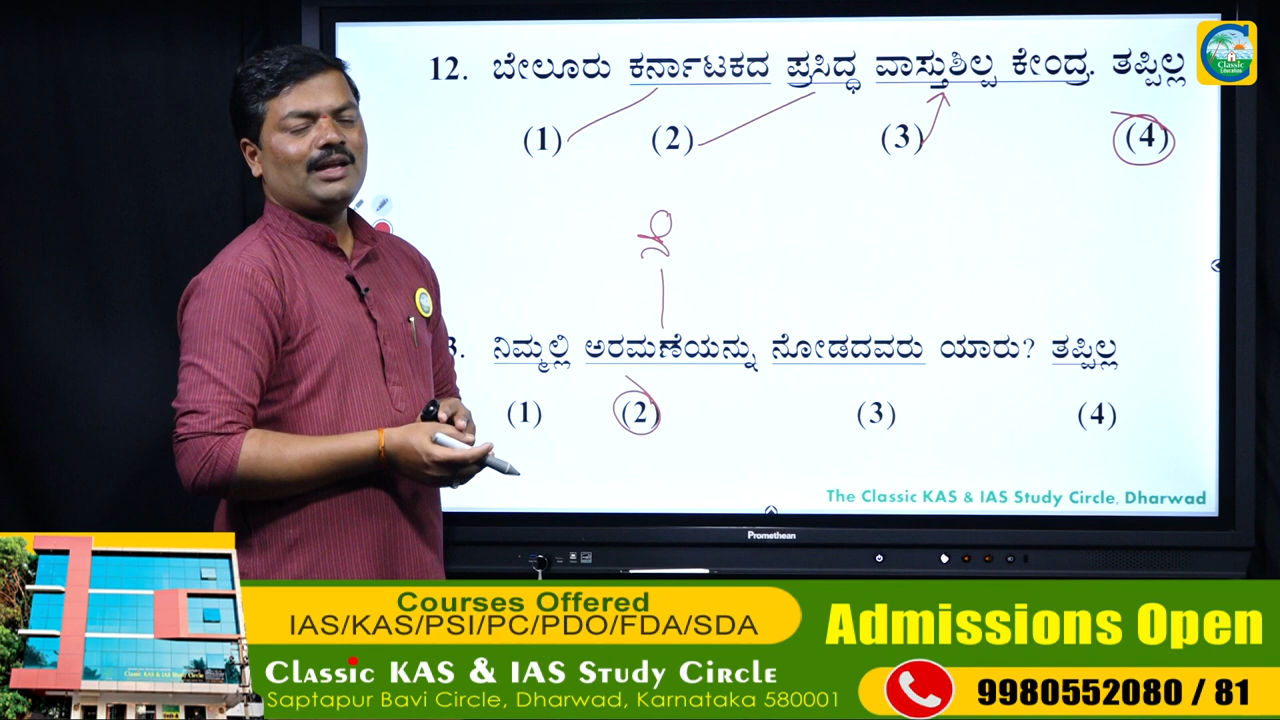 12. ಬೇಲೂರು ಕರ್ನಾಟಕದ ಪ್ರಸಿದ್ಧ ವಾಸ್ತುಶಿಲ್ಪ ಕೇಂದ್ರ. ತಪ್ಪಿಲ್ಲ
(1) (2) (3) (4)
Classic
Education
3. ನಿಮ್ಮಲ್ಲಿ ಅರಮಣೆಯನ್ನು ನೋಡದವರು ಯಾರು? ತಪ್ಪಿಲ್ಲ
(1) (2) (3) (4)
The Classic KAS & IAS Study Circle, Dharwad
Promethean
Courses Offered
IAS/KAS/PSI/PC/PDO/FDA/SDA
Classic KAS & IAS Study Circle
Saptapur Bavi Circle, Dharwad, Karnataka 580001
Admissions Open
9980552080 / 81